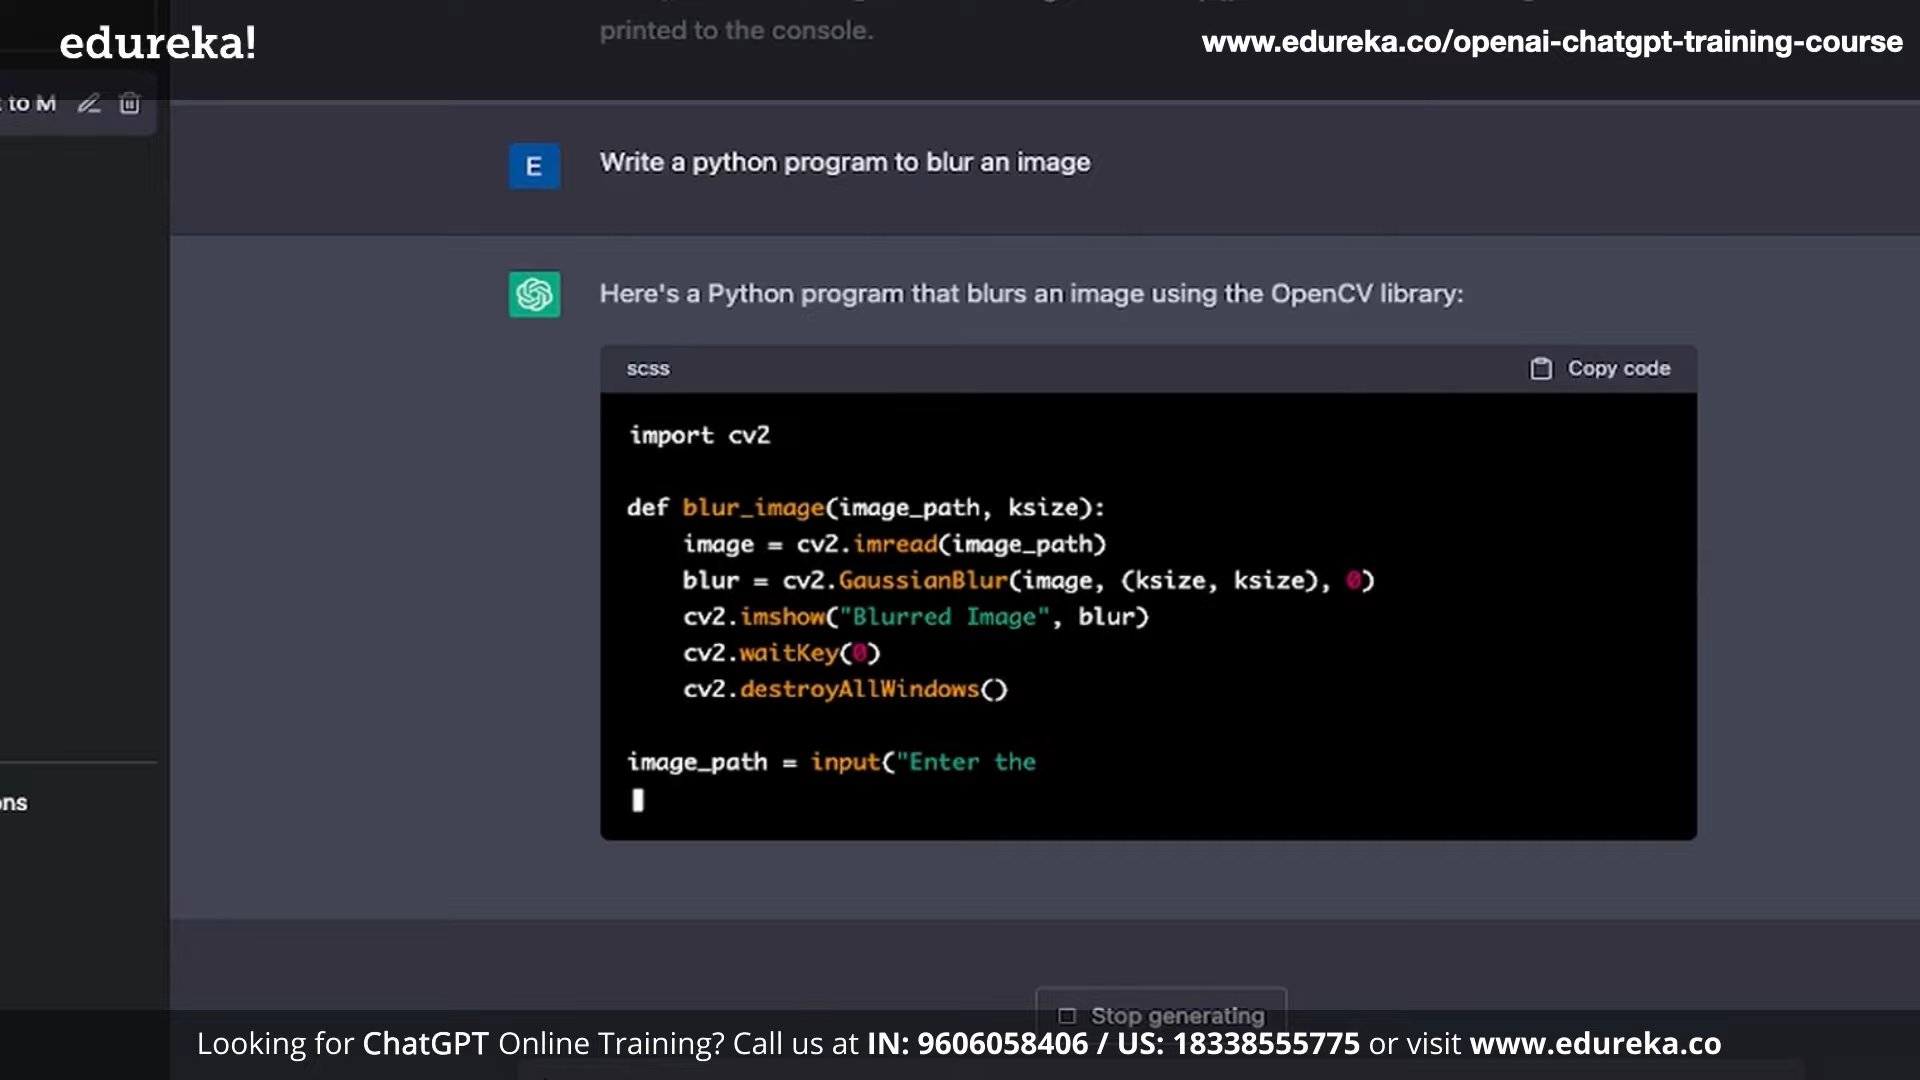 printed to the console.
edureka!
www.edureka.co/openai-chatgpt-training-course
to M
E
Write a python program to blur an image
Here's a Python program that blurs an image using the OpenCV library:
scss
Copy code
import cv2
def blur_image(image_path, ksize):
image = cv2.imread(image_path)
blur = cv2.GaussianBlur(image, (ksize, ksize), 0)
cv2.imshow("Blurred Image", blur)
cv2.waitKey(0)
cv2.destroyAllWindows()
image_path = input("Enter the
ons
Stop generating
Looking for ChatGPT Online Training? Call us at IN: 9606058406 / US: 18338555775 or visit www.edureka.co